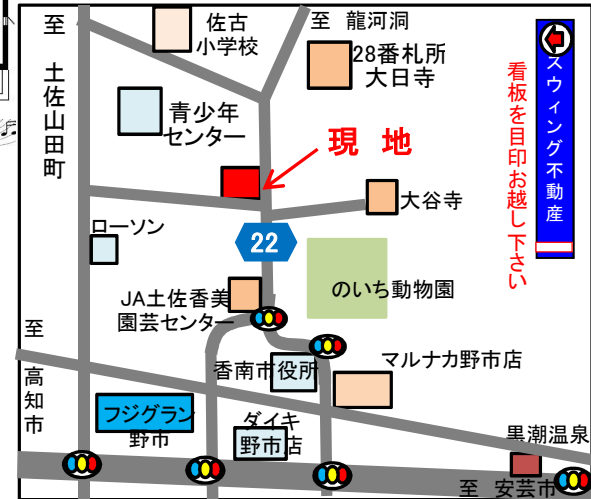 至 土佐山田町
佐古
小学校
至 龍河洞
28番札所
大日寺
スウィング不動産
看板を目印お越し下さい
青少年
センター
現 地
大谷寺
ローソン
22
のいち動物園
JA土佐香美
園芸センター
至 高知市
香南市役所
マルナカ野市店
フジグラン
野市
ダイキ
野市店
黒潮温泉
至 安芸市